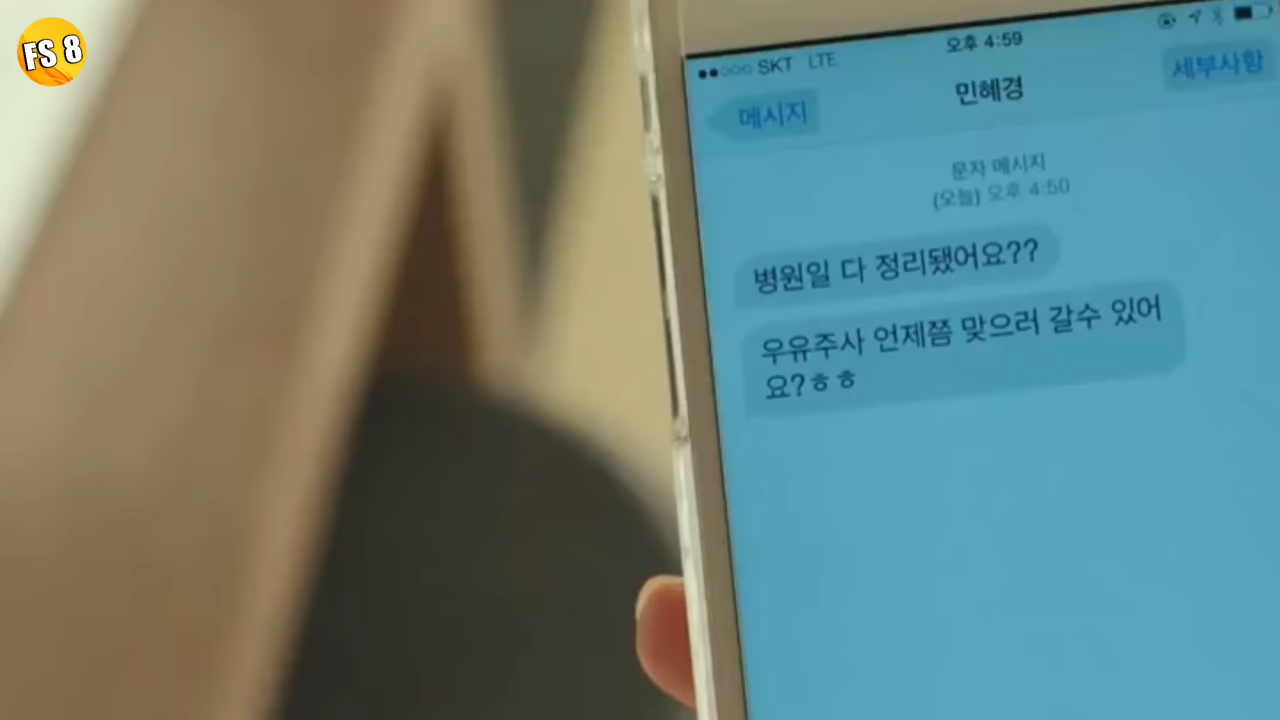 FS 8
SKT LTE 오후 4:59
메시지 민혜경 세부사항
문자 메시지
(오늘) 오후 4:50
병원일 다 정리됐어요??
우유주사 언제쯤 맞으러 갈수 있어
요?ㅎㅎ